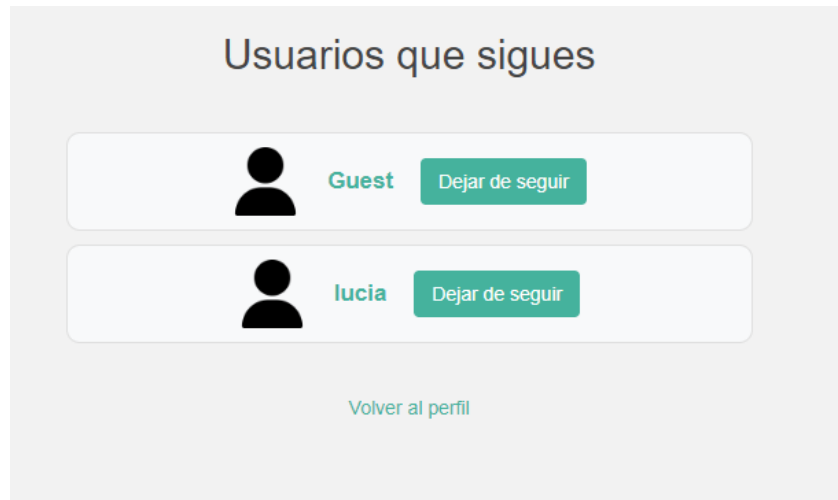 Usuarios que sigues
Guest Dejar de seguir
lucia Dejar de seguir
Volver al perfil